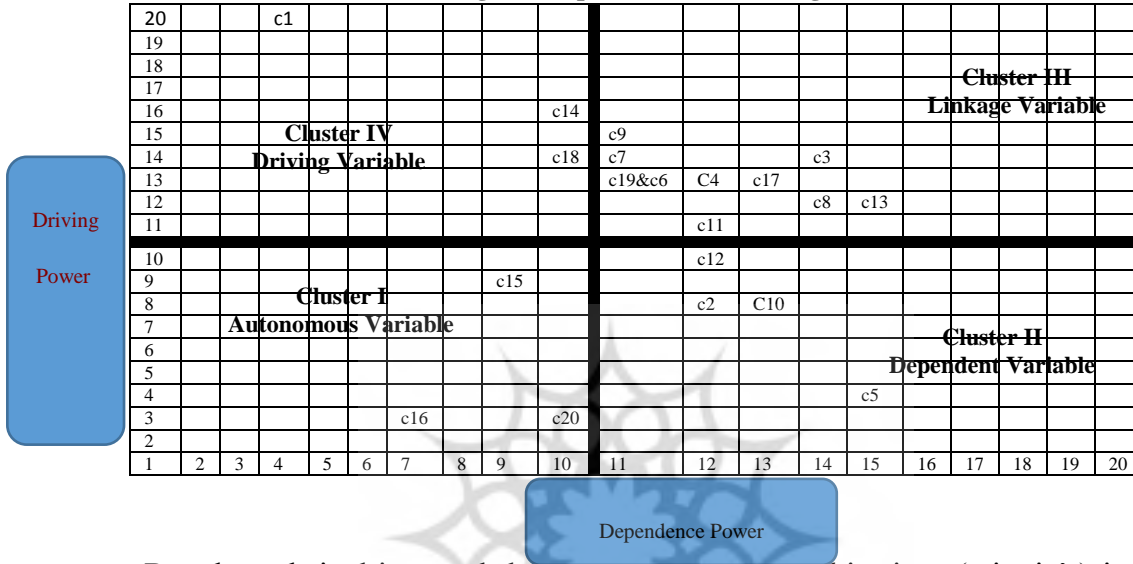 20 c1
19
18
Cluster III
17
Linkage Variable
16 c14
15 c9
Cluster IV
14 c18 c7 c3
Driving Variable
13 c19&c6 C4 c17
12 c8 c13
11 c11
Driving
Power
10 c12
9 c15
Cluster I
8 c2 C10
7
Autonomous Variable
Cluster II
6
5
Dependent Variable
4 c5
3 c16 c20
2
1 2 3 4 5 6 7 8 9 10 11 12 13 14 15 16 17 18 19 20
Dependence Power